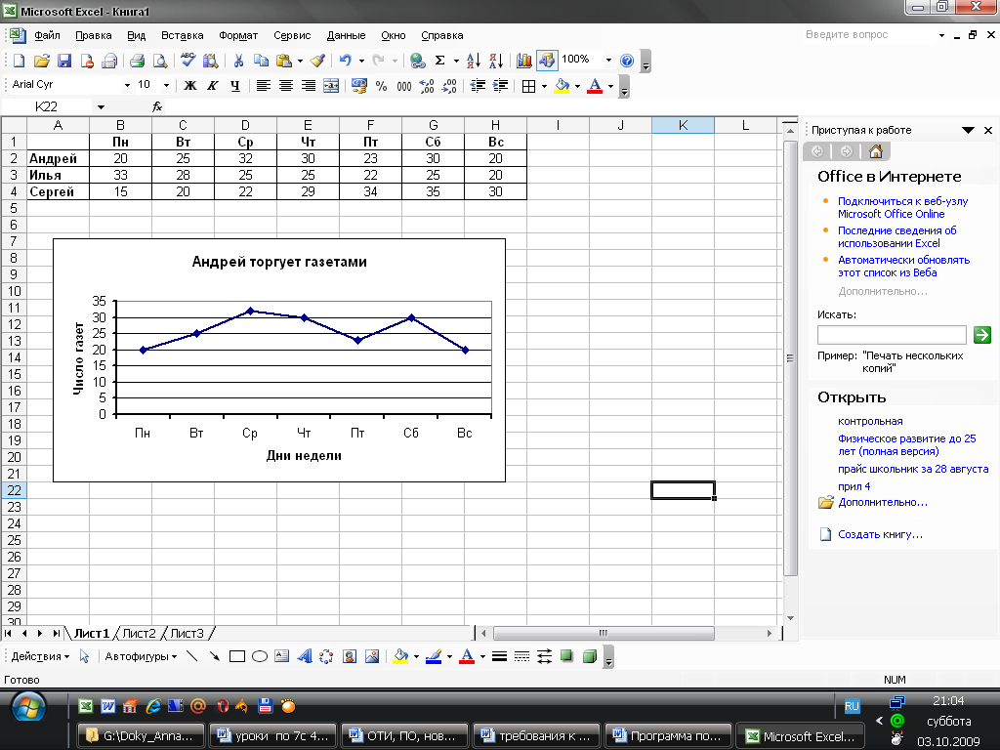 Microsoft Excel - Книга1
Файл Правка Вид Вставка Формат Сервис Данные Окно Справка Введите вопрос
100%
Arial Cyr 10 Ж К Ч % 000
K22 fx
A B C D E F G H I J K L
1 Пн Вт Ср Чт Пт Сб Вс
2 Андрей 20 25 32 30 23 30 20
3 Илья 33 28 25 25 22 25 20
4 Сергей 15 20 22 29 34 35 30
5
6
7
8
9
10
11
12
13
14
15
16
17
18
19
20
21
22
23
24
25
26
27
28
29
30
Андрей торгует газетами
35
30
25
20
15
10
5
0
Число газет
Пн Вт Ср Чт Пт Сб Вс
Дни недели
Приступая к работе
Office в Интернете
Подключиться к веб-узлу
Microsoft Office Online
Последние сведения об
использовании Excel
Автоматически обновлять
этот список из Веба
Дополнительно...
Искать:
Пример: "Печать нескольких
копий"
Открыть
контрольная
Физическое развитие до 25
лет (полная версия)
прайс школьник за 28 августа
прил 4
Дополнительно...
Создать книгу...
Лист1 Лист2 Лист3
Действия Автофигуры
Готово NUM
RU 21:04
суббота
03.10.2009
G:\Doky_Anna... уроки по 7с 4... ОТИ, ПО, нов... требования к ... Программа по... Microsoft Excel...